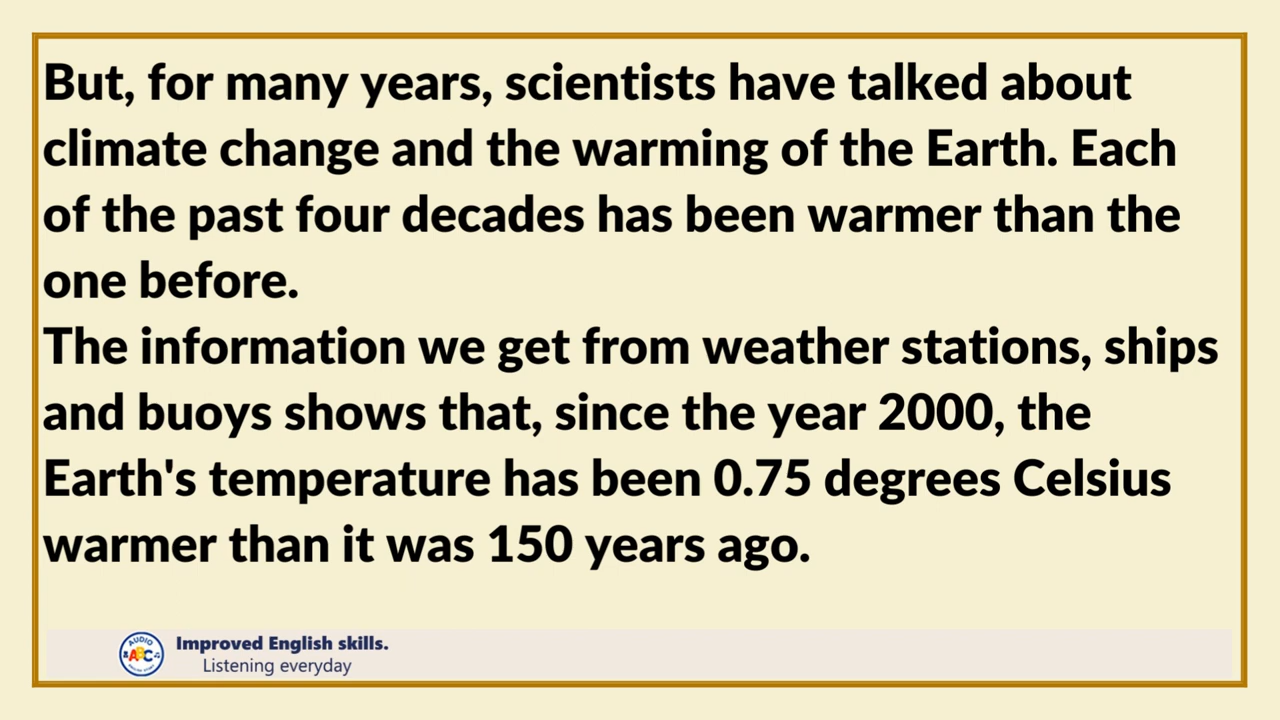 But, for many years, scientists have talked about
climate change and the warming of the Earth. Each
of the past four decades has been warmer than the
one before.
The information we get from weather stations, ships
and buoys shows that, since the year 2000, the
Earth's temperature has been 0.75 degrees Celsius
warmer than it was 150 years ago.
AUDIO
ABC
Improved English skills.
Listening everyday